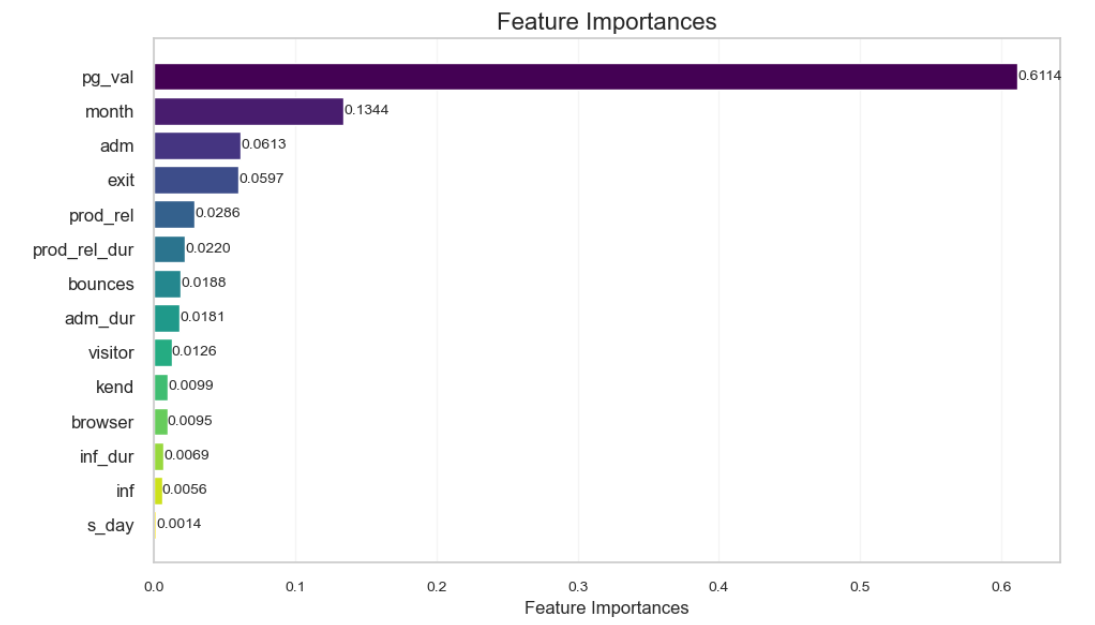 Feature Importances
pg_val 0.6114
month 0.1344
adm 0.0613
exit 0.0597
prod_rel 0.0286
prod_rel_dur 0.0220
bounces 0.0188
adm_dur 0.0181
visitor 0.0126
kend 0.0099
browser 0.0095
inf_dur 0.0069
inf 0.0056
s_day 0.0014
0.0 0.1 0.2 0.3 0.4 0.5 0.6
Feature Importances